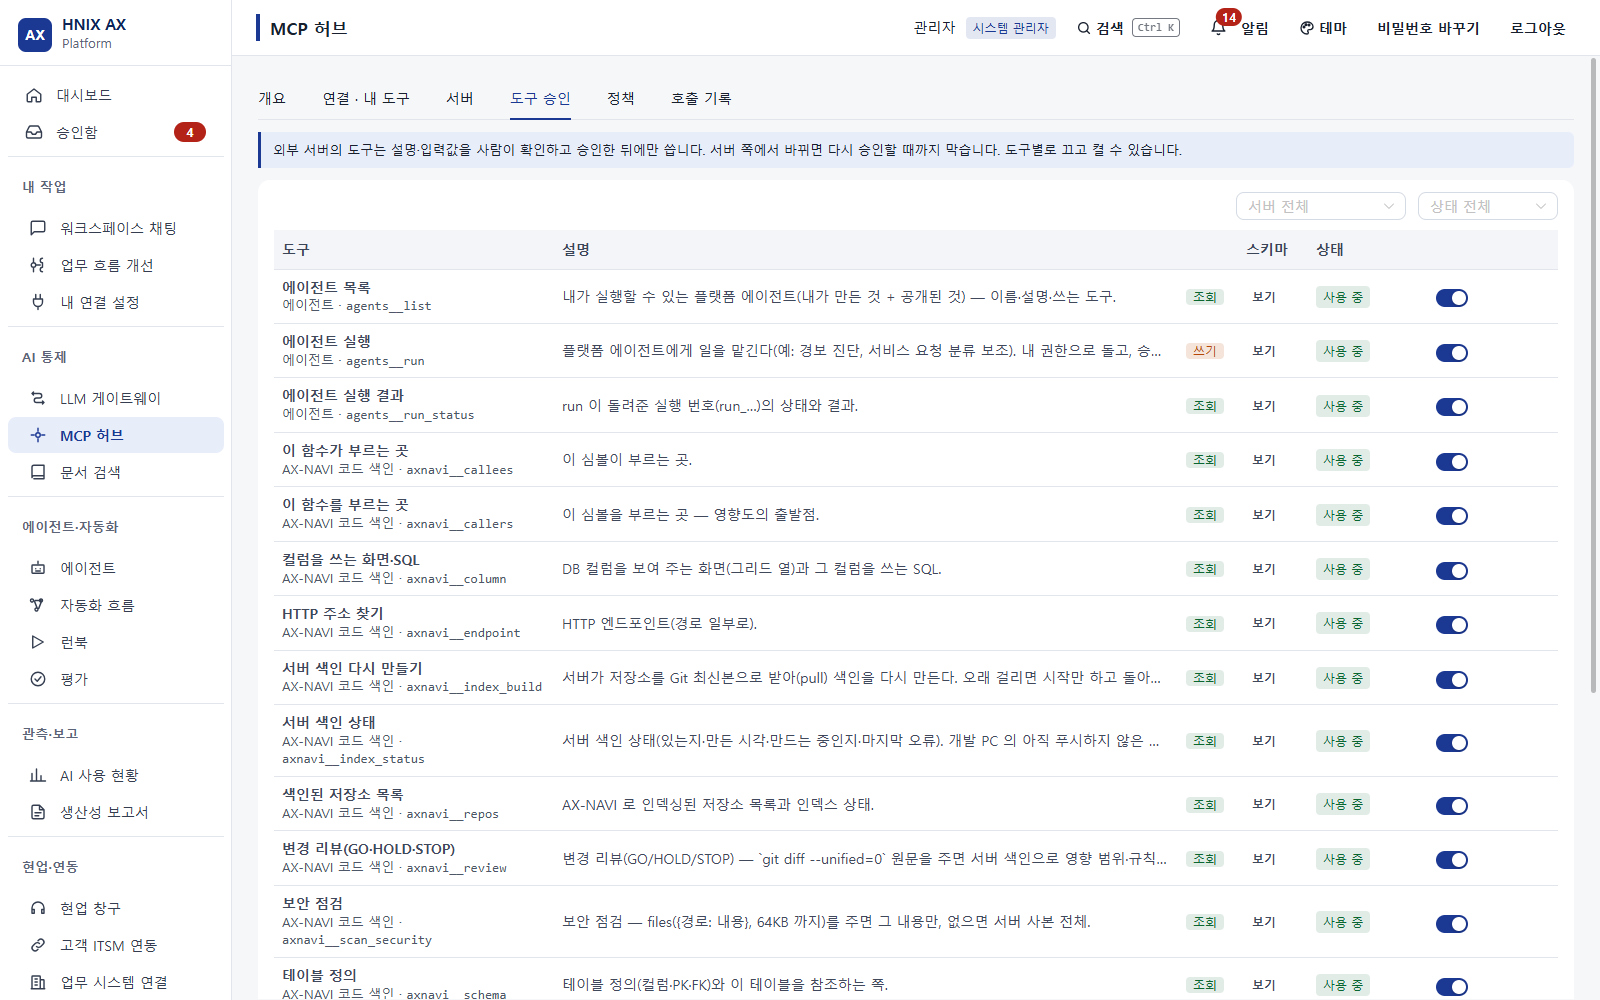 AX
HNIX AX
Platform
대시보드
승인함
4
내 작업
워크스페이스 채팅
업무 흐름 개선
내 연결 설정
AI 통제
LLM 게이트웨이
MCP 허브
문서 검색
에이전트·자동화
에이전트
자동화 흐름
런북
평가
관측·보고
AI 사용 현황
생산성 보고서
현업·연동
현업 창구
고객 ITSM 연동
업무 시스템 연결
MCP 허브
관리자
시스템 관리자
검색
Ctrl K
14
알림
테마
비밀번호 바꾸기
로그아웃
개요
연결 · 내 도구
서버
도구 승인
정책
호출 기록
외부 서버의 도구는 설명·입력값을 사람이 확인하고 승인한 뒤에만 씁니다. 서버 쪽에서 바뀌면 다시 승인할 때까지 막습니다. 도구별로 끄고 켤 수 있습니다.
서버 전체
상태 전체
도구
설명
스키마
상태
에이전트 목록
에이전트 · agents__list
내가 실행할 수 있는 플랫폼 에이전트(내가 만든 것 + 공개된 것) — 이름·설명·쓰는 도구.
조회
보기
사용 중
에이전트 실행
에이전트 · agents__run
플랫폼 에이전트에게 일을 맡긴다(예: 경보 진단, 서비스 요청 분류 보조). 내 권한으로 돌고, 승...
쓰기
보기
사용 중
에이전트 실행 결과
에이전트 · agents__run_status
run 이 돌려준 실행 번호(run_...)의 상태와 결과.
조회
보기
사용 중
이 함수가 부르는 곳
AX-NAVI 코드 색인 · axnavi__callees
이 심볼이 부르는 곳.
조회
보기
사용 중
이 함수를 부르는 곳
AX-NAVI 코드 색인 · axnavi__callers
이 심볼을 부르는 곳 — 영향도의 출발점.
조회
보기
사용 중
컬럼을 쓰는 화면·SQL
AX-NAVI 코드 색인 · axnavi__column
DB 컬럼을 보여 주는 화면(그리드 열)과 그 컬럼을 쓰는 SQL.
조회
보기
사용 중
HTTP 주소 찾기
AX-NAVI 코드 색인 · axnavi__endpoint
HTTP 엔드포인트(경로 일부로).
조회
보기
사용 중
서버 색인 다시 만들기
AX-NAVI 코드 색인 · axnavi__index_build
서버가 저장소를 Git 최신본으로 받아(pull) 색인을 다시 만든다. 오래 걸리면 시작만 하고 돌아...
조회
보기
사용 중
서버 색인 상태
AX-NAVI 코드 색인 ·
axnavi__index_status
서버 색인 상태(있는지·만든 시각·만드는 중인지·마지막 오류). 개발 PC 의 아직 푸시하지 않은 ...
조회
보기
사용 중
색인된 저장소 목록
AX-NAVI 코드 색인 · axnavi__repos
AX-NAVI 로 인덱싱된 저장소 목록과 인덱스 상태.
조회
보기
사용 중
변경 리뷰(GO·HOLD·STOP)
AX-NAVI 코드 색인 · axnavi__review
변경 리뷰(GO/HOLD/STOP) — `git diff --unified=0` 원문을 주면 서버 색인으로 영향 범위·규칙...
조회
보기
사용 중
보안 점검
AX-NAVI 코드 색인 ·
axnavi__scan_security
보안 점검 — files({경로: 내용}, 64KB 까지)를 주면 그 내용만, 없으면 서버 사본 전체.
조회
보기
사용 중
테이블 정의
AX-NAVI 코드 색인 · axnavi__schema
테이블 정의(컬럼·PK·FK)와 이 테이블을 참조하는 쪽.
조회
보기
사용 중